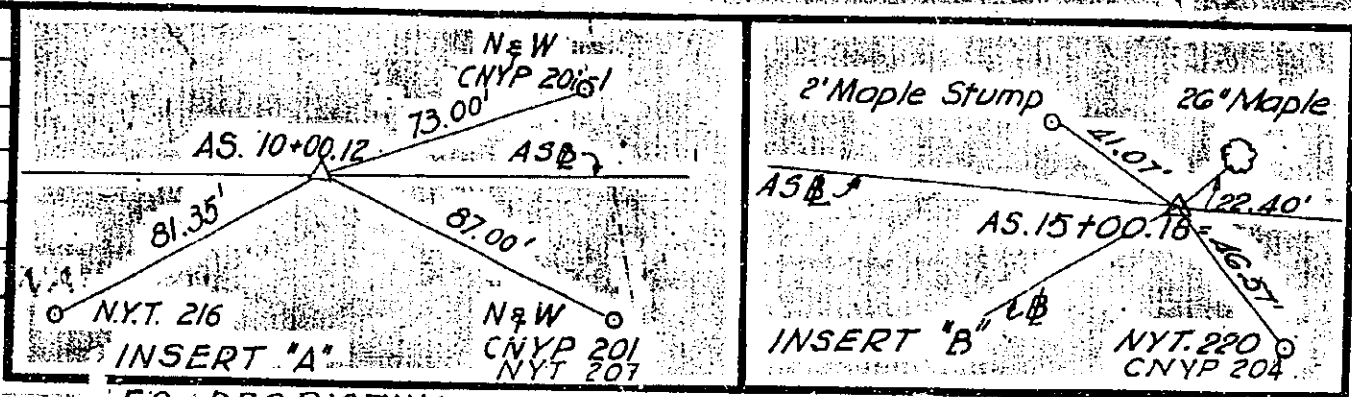 N&W
CNYP 201½
73.00'
AS. 10+00.12
AS℄
81.35'
87.00'
N.Y.T. 216
N&W
CNYP 201
NYT 207
INSERT "A"
2' Maple Stump
26" Maple
41.07'
AS℄
22.40'
AS. 15+00.18=
46.57'
INSERT "B"
NYT. 220
CNYP 204